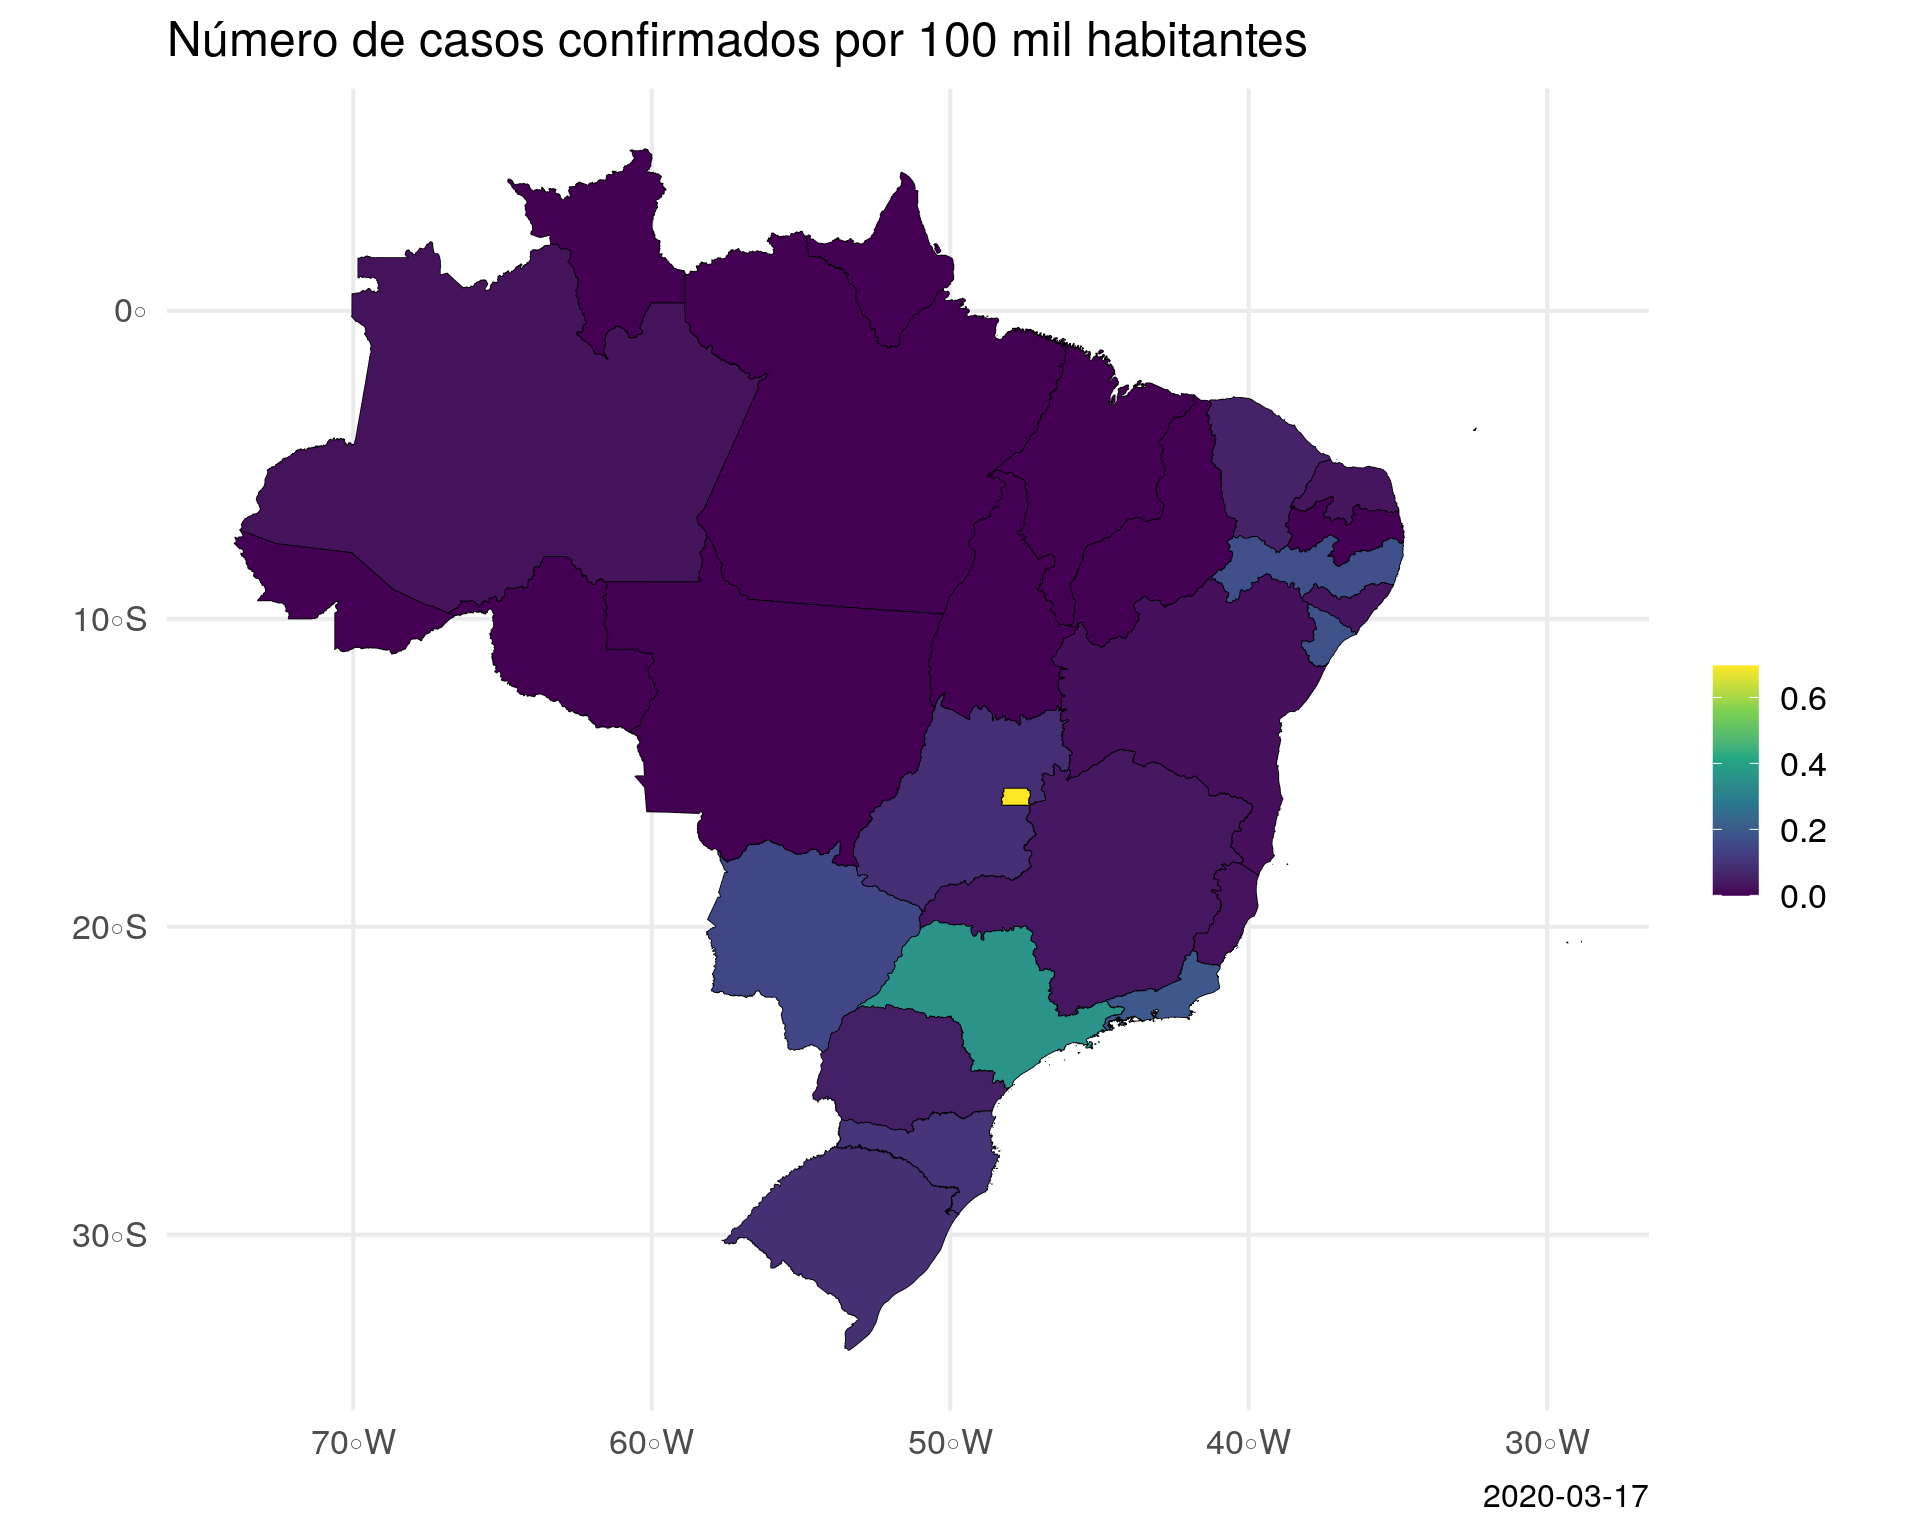 Número de casos confirmados por 100 mil habitantes
0°
10°S
20°S
30°S
0.6
0.4
0.2
0.0
70°W
60°W
50°W
40°W
30°W
2020-03-17